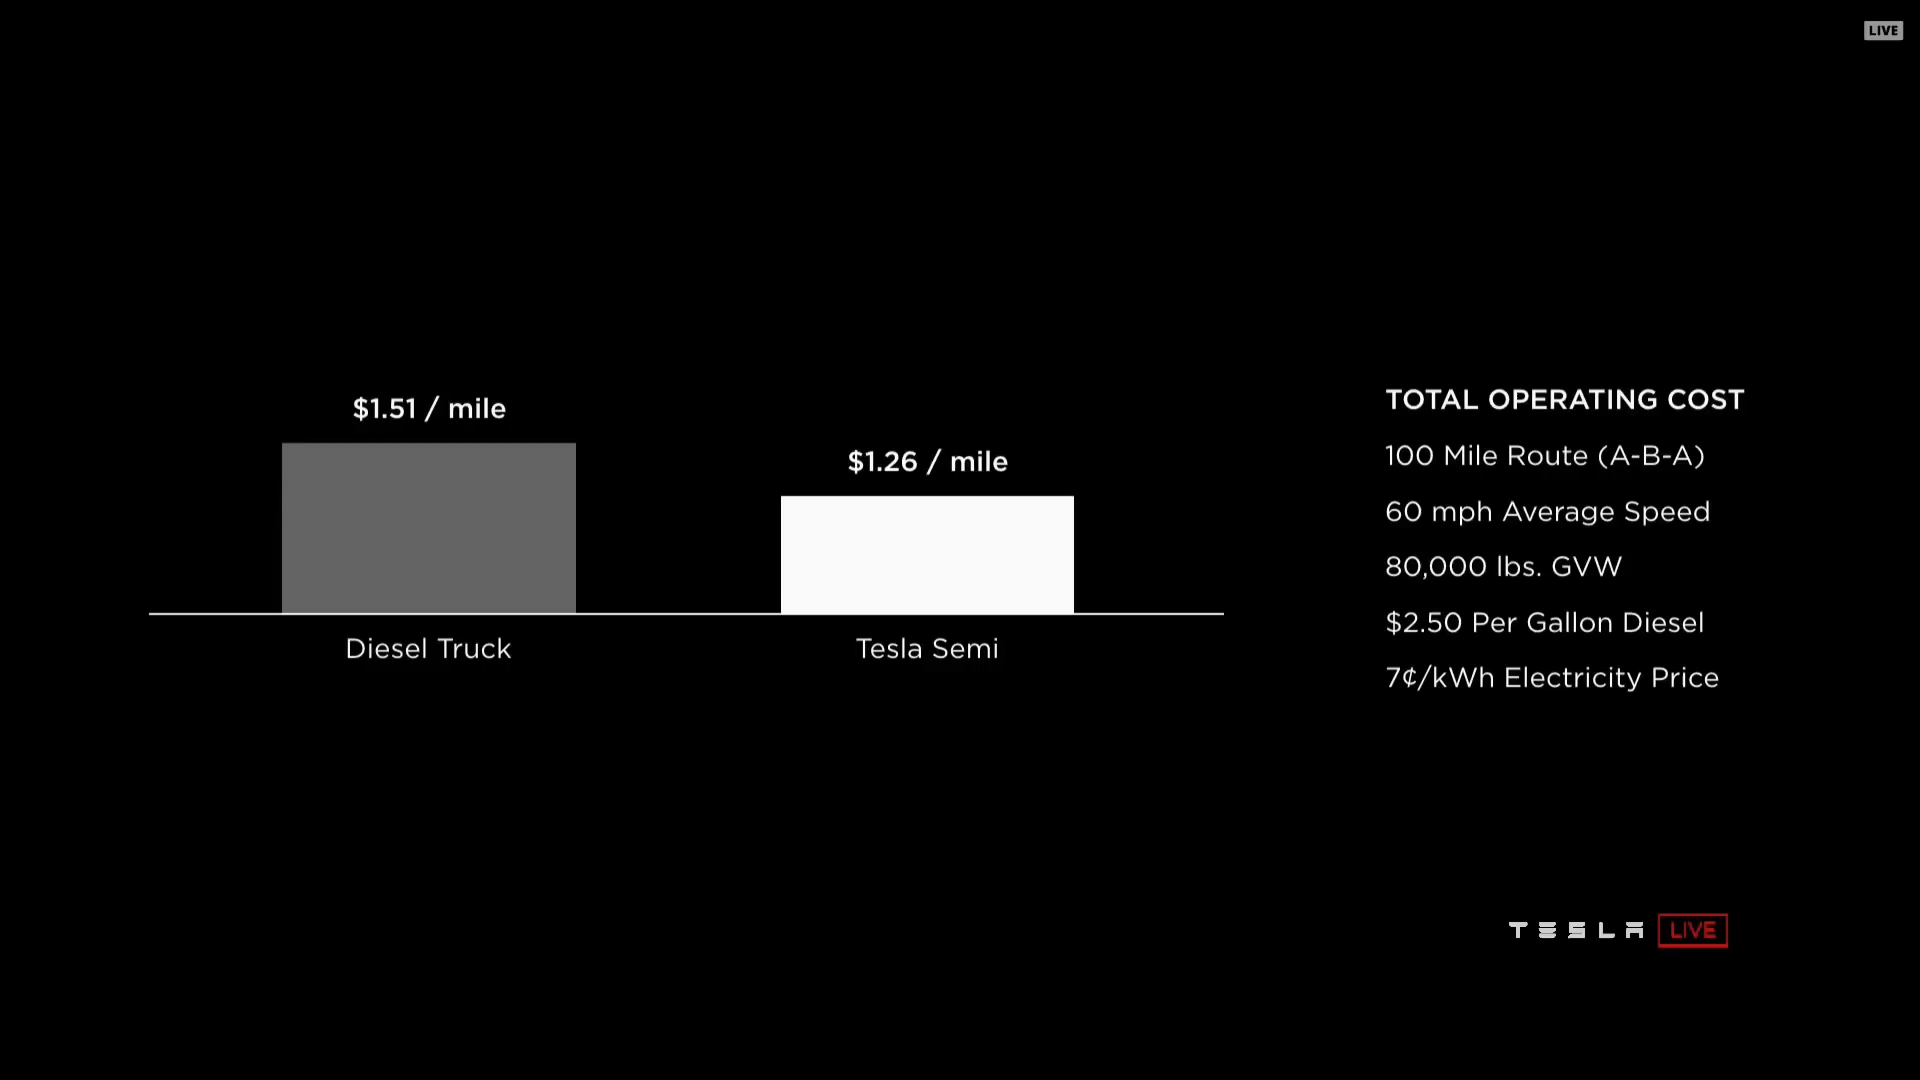 LIVE
$1.51 / mile
$1.26 / mile
Diesel Truck
Tesla Semi
TOTAL OPERATING COST
100 Mile Route (A-B-A)
60 mph Average Speed
80,000 lbs. GVW
$2.50 Per Gallon Diesel
7¢/kWh Electricity Price
TESLA LIVE